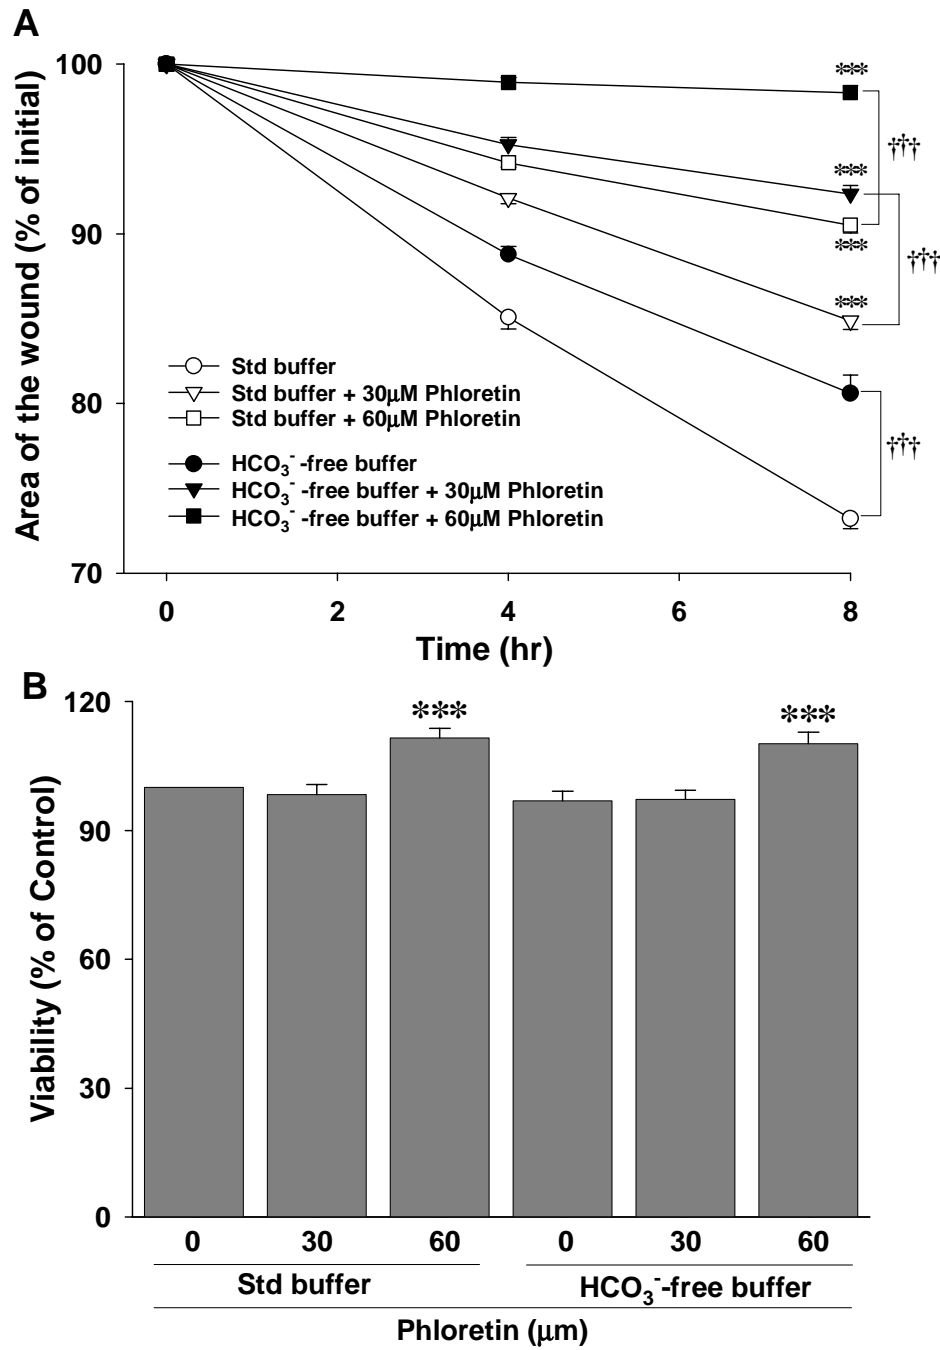 A
Area of the wound (% of initial)
100
90
80
70
***
***
***
***
†††
†††
†††
Std buffer
Std buffer + 30μM Phloretin
Std buffer + 60μM Phloretin
HCO₃⁻ -free buffer
HCO₃⁻ -free buffer + 30μM Phloretin
HCO₃⁻ -free buffer + 60μM Phloretin
0 2 4 6 8
Time (hr)
B
Viability (% of Control)
120
90
60
30
0
*** ***
0 30 60 0 30 60
Std buffer HCO₃⁻-free buffer
Phloretin (μm)